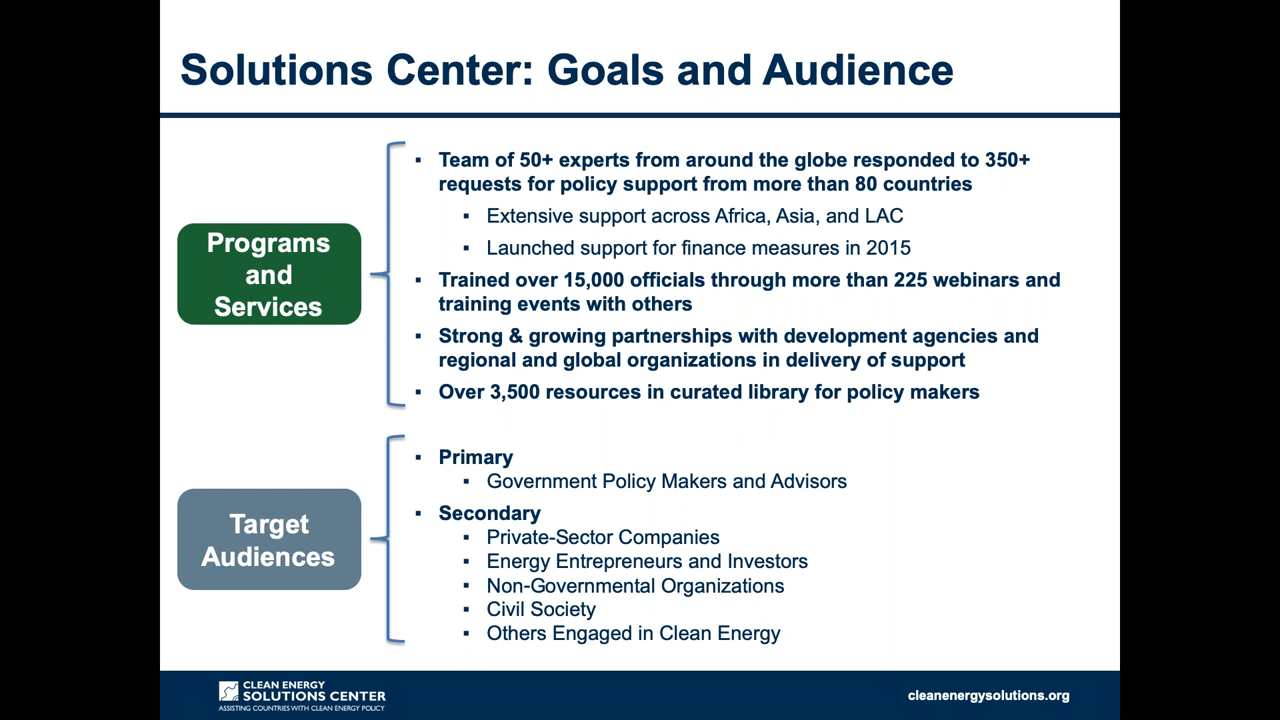 Solutions Center: Goals and Audience
Programs
and
Services
▪ Team of 50+ experts from around the globe responded to 350+
requests for policy support from more than 80 countries
▪ Extensive support across Africa, Asia, and LAC
▪ Launched support for finance measures in 2015
▪ Trained over 15,000 officials through more than 225 webinars and
training events with others
▪ Strong & growing partnerships with development agencies and
regional and global organizations in delivery of support
▪ Over 3,500 resources in curated library for policy makers
Target
Audiences
▪ Primary
▪ Government Policy Makers and Advisors
▪ Secondary
▪ Private-Sector Companies
▪ Energy Entrepreneurs and Investors
▪ Non-Governmental Organizations
▪ Civil Society
▪ Others Engaged in Clean Energy
CLEAN ENERGY
SOLUTIONS CENTER
ASSISTING COUNTRIES WITH CLEAN ENERGY POLICY
cleanenergysolutions.org